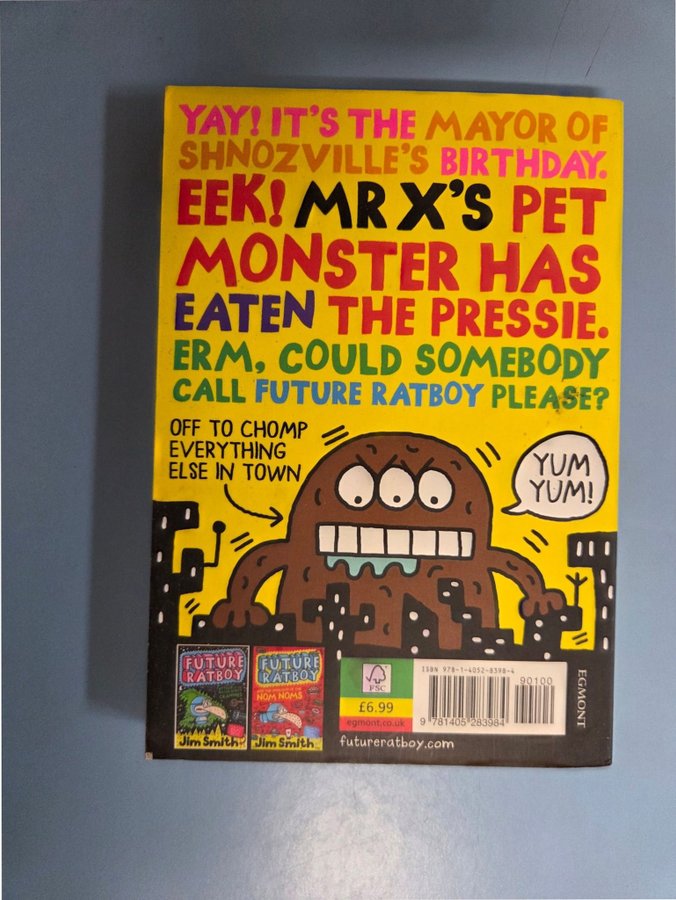 YAY! IT'S THE MAYOR OF
SHNOZVILLE'S BIRTHDAY.
EEK! MR X'S PET
MONSTER HAS
EATEN THE PRESSIE.
ERM, COULD SOMEBODY
CALL FUTURE RATBOY PLEASE?
OFF TO CHOMP
EVERYTHING
ELSE IN TOWN
YUM
YUM!
FUTURE
RATBOY
Jim Smith
FUTURE
RATBOY
NOM NOMS
Jim Smith
FSC
£6.99
egmont.co.uk
futureratboy.com
ISBN 978-1-4052-8398-4
90100
9 781405 283984
EGMONT